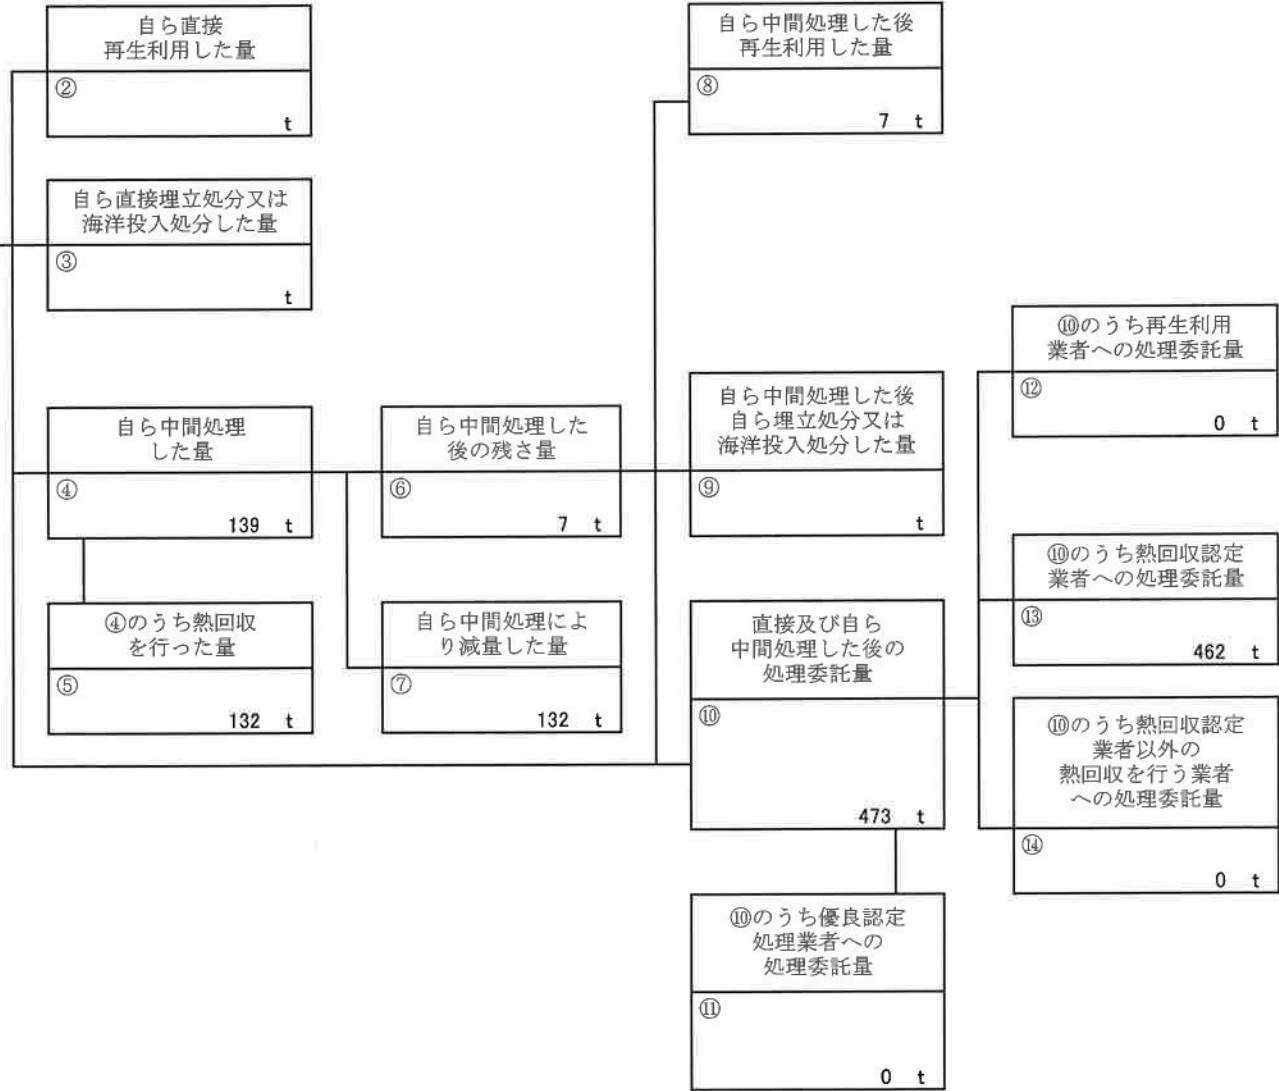 自ら直接
再生利用した量
②
t
自ら直接埋立処分又は
海洋投入処分した量
③
t
自ら中間処理
した量
④
139 t
④のうち熱回収
を行った量
⑤
132 t
自ら中間処理した
後の残さ量
⑥
7 t
自ら中間処理によ
り減量した量
⑦
132 t
自ら中間処理した後
再生利用した量
⑧
7 t
自ら中間処理した後
自ら埋立処分又は
海洋投入処分した量
⑨
t
直接及び自ら
中間処理した後の
処理委託量
⑩
473 t
⑩のうち優良認定
処理業者への
処理委託量
⑪
0 t
⑩のうち再生利用
業者への処理委託量
⑫
0 t
⑩のうち熱回収認定
業者への処理委託量
⑬
462 t
⑩のうち熱回収認定
業者以外の
熱回収を行う業者
への処理委託量
⑭
0 t